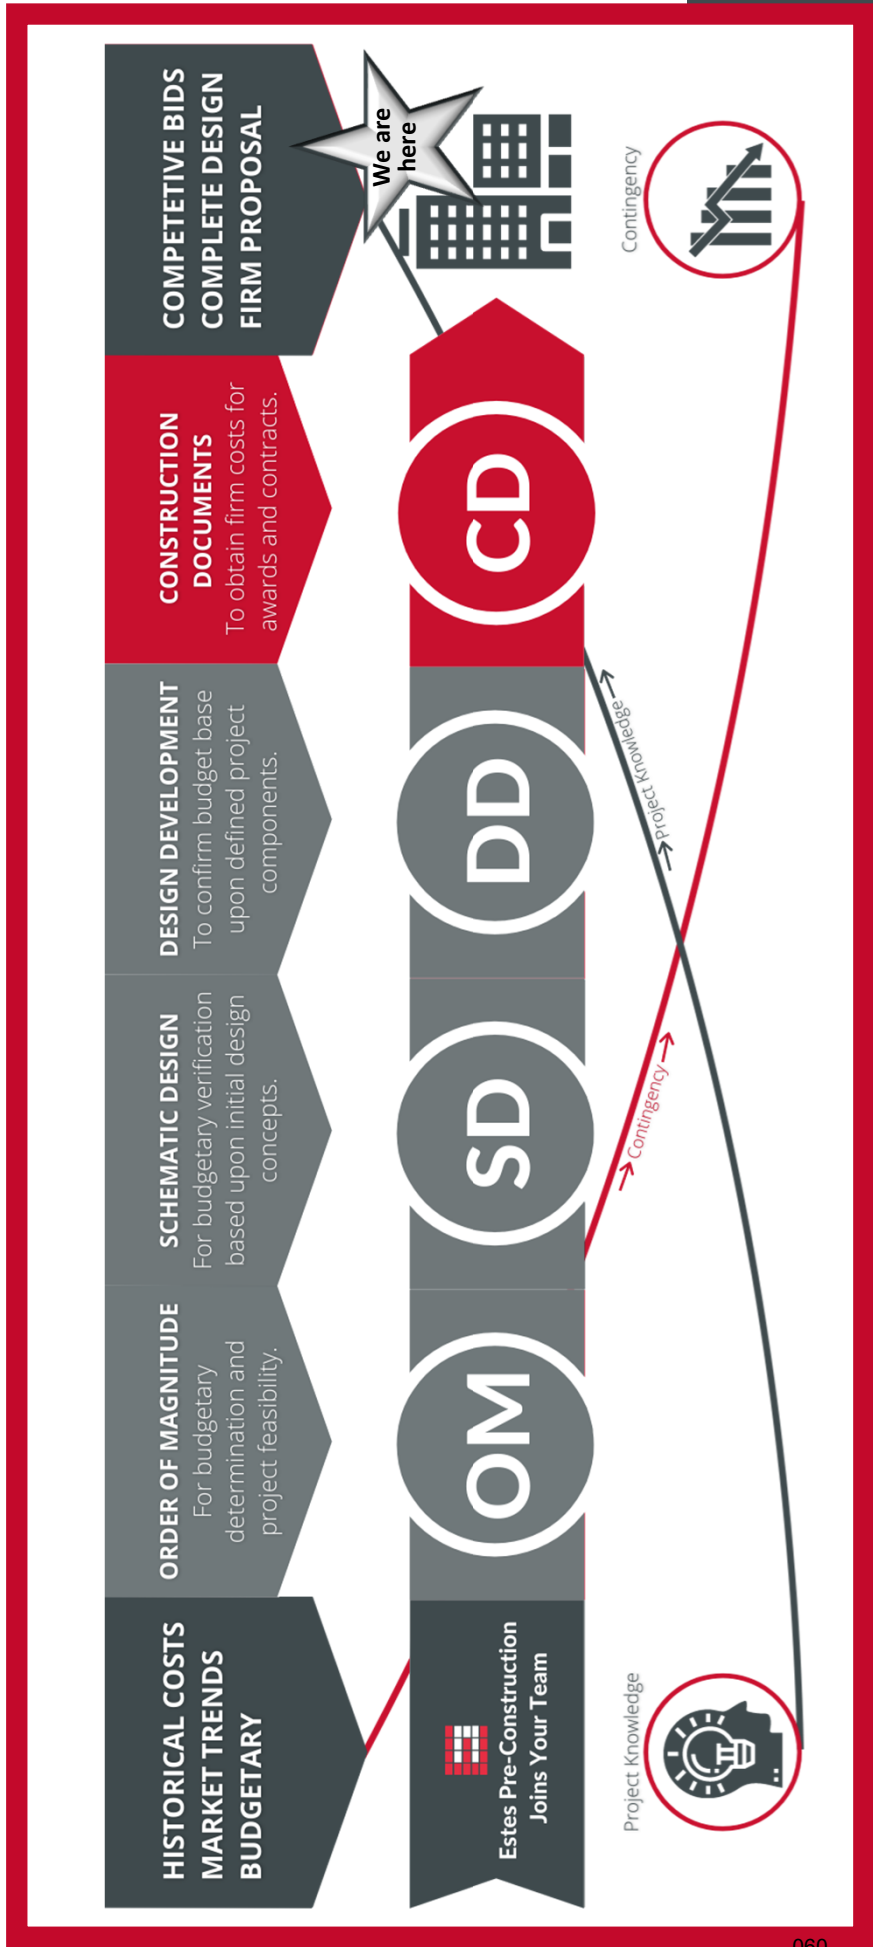 HISTORICAL COSTS
MARKET TRENDS
BUDGETARY
ORDER OF MAGNITUDE
For budgetary
determination and
project feasibility.
SCHEMATIC DESIGN
For budgetary verification
based upon initial design
concepts.
DESIGN DEVELOPMENT
To confirm budget base
upon defined project
components.
CONSTRUCTION
DOCUMENTS
To obtain firm costs for
awards and contracts.
COMPETETIVE BIDS
COMPLETE DESIGN
FIRM PROPOSAL
We are
here
Estes Pre-Construction
Joins Your Team
OM
SD
DD
CD
Project Knowledge
Contingency
Project Knowledge
Contingency
060